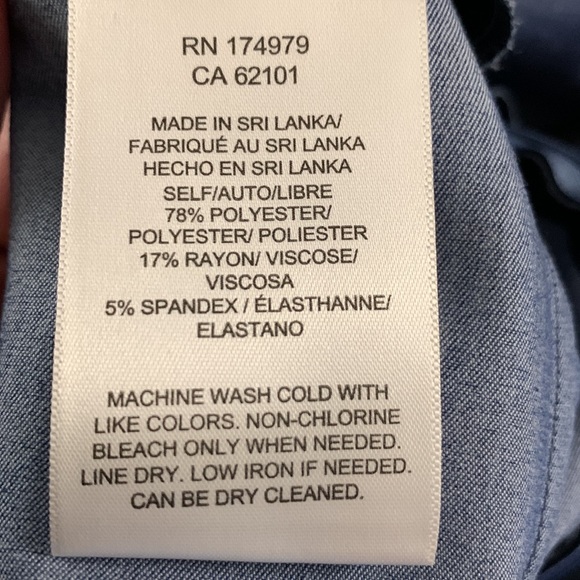 RN 174979
CA 62101
MADE IN SRI LANKA/
FABRIQUÉ AU SRI LANKA
HECHO EN SRI LANKA
SELF/AUTO/LIBRE
78% POLYESTER/
POLYESTER/ POLIESTER
17% RAYON/ VISCOSE/
VISCOSA
5% SPANDEX / ÉLASTHANNE/
ELASTANO
MACHINE WASH COLD WITH
LIKE COLORS. NON-CHLORINE
BLEACH ONLY WHEN NEEDED.
LINE DRY. LOW IRON IF NEEDED.
CAN BE DRY CLEANED.